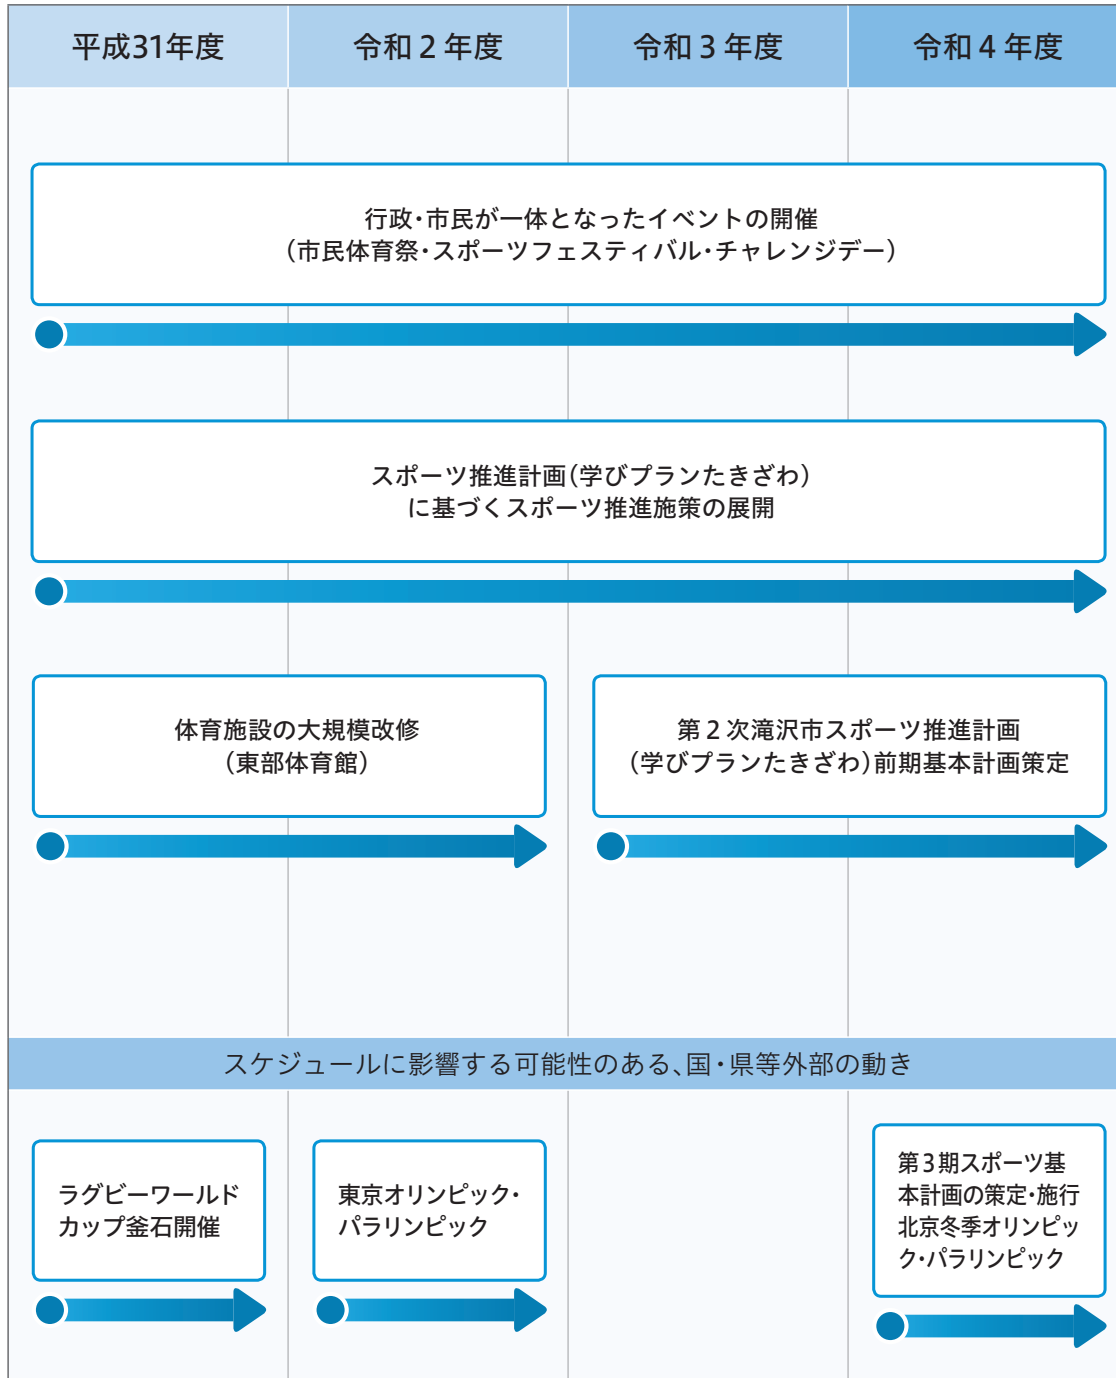 平成31年度
令和２年度
令和３年度
令和４年度
行政・市民が一体となったイベントの開催
（市民体育祭・スポーツフェスティバル・チャレンジデー）
スポーツ推進計画（学びプランたきざわ）
に基づくスポーツ推進施策の展開
体育施設の大規模改修
（東部体育館）
第２次滝沢市スポーツ推進計画
（学びプランたきざわ）前期基本計画策定
スケジュールに影響する可能性のある、国・県等外部の動き
ラグビーワールド
カップ釜石開催
東京オリンピック・
パラリンピック
第３期スポーツ基
本計画の策定・施行
北京冬季オリンピッ
ク・パラリンピック